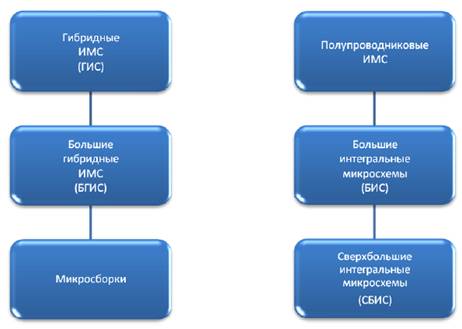 Гибридные
ИМС
(ГИС)
Большие
гибридные
ИМС
(БГИС)
Микросборки
Полупроводниковые
ИМС
Большие
интегральные
микросхемы
(БИС)
Сверхбольшие
интегральные
микросхемы
(СБИС)